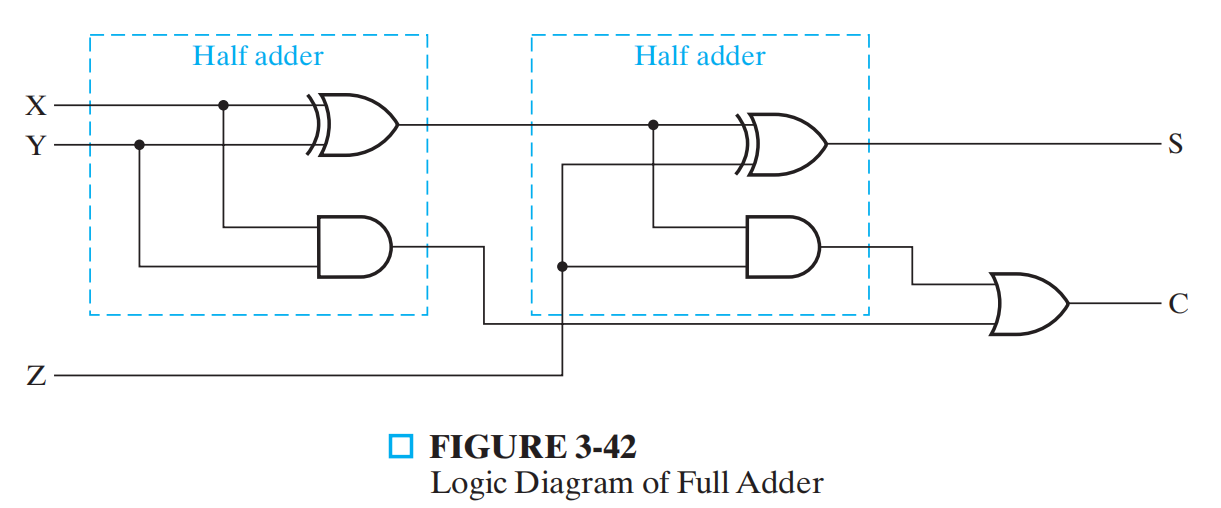 Half adder
Half adder
X
Y
S
C
Z
FIGURE 3-42
Logic Diagram of Full Adder